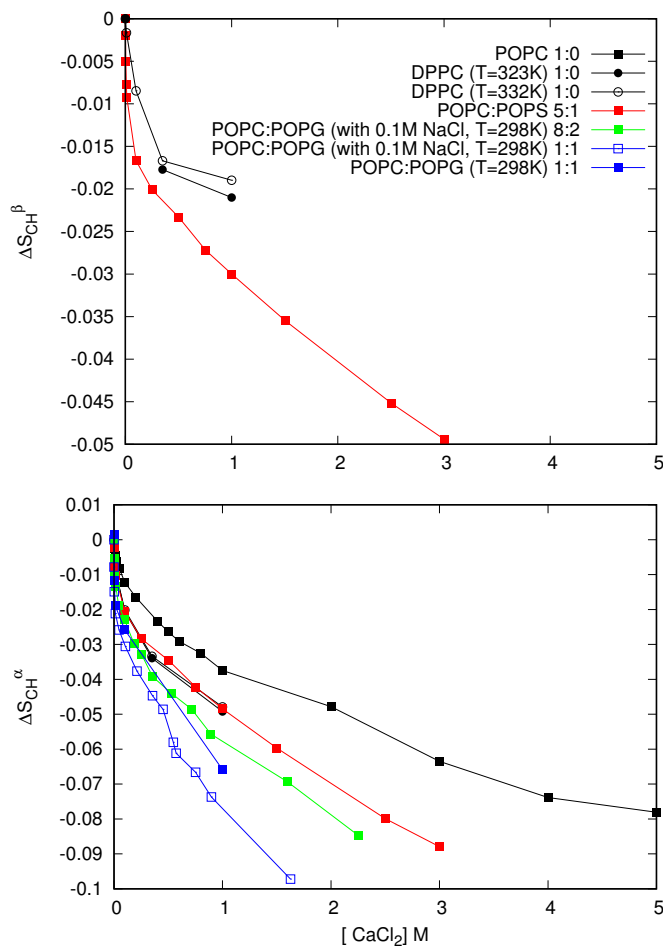 0
-0.005
-0.01
-0.015
-0.02
-0.025
-0.03
-0.035
-0.04
-0.045
-0.05
ΔS_CH^β
POPC 1:0
DPPC (T=323K) 1:0
DPPC (T=332K) 1:0
POPC:POPS 5:1
POPC:POPG (with 0.1M NaCl, T=298K) 8:2
POPC:POPG (with 0.1M NaCl, T=298K) 1:1
POPC:POPG (T=298K) 1:1
0 1 2 3 4 5
0.01
0
-0.01
-0.02
-0.03
-0.04
-0.05
-0.06
-0.07
-0.08
-0.09
-0.1
ΔS_CH^α
0 1 2 3 4 5
[ CaCl₂] M